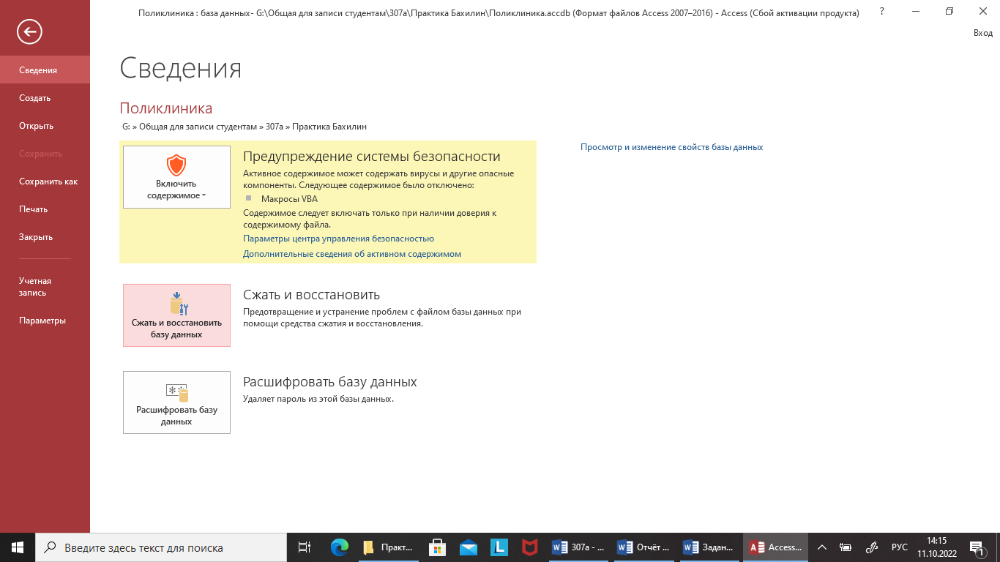 Поликлиника : база данных- G:\Общая для записи студентам\307а\Практика Бахилин\Поликлиника.accdb (Формат файлов Access 2007–2016) - Access (Сбой активации продукта)
?
Вход
Сведения
Создать
Открыть
Сохранить
Сохранить как
Печать
Закрыть
Учетная
запись
Параметры
Сведения
Поликлиника
G: » Общая для записи студентам » 307а » Практика Бахилин
Включить
содержимое
Предупреждение системы безопасности
Активное содержимое может содержать вирусы и другие опасные
компоненты. Следующее содержимое было отключено:
Макросы VBA
Содержимое следует включать только при наличии доверия к
содержимому файла.
Параметры центра управления безопасностью
Дополнительные сведения об активном содержимом
Просмотр и изменение свойств базы данных
Сжать и восстановить
базу данных
Сжать и восстановить
Предотвращение и устранение проблем с файлом базы данных при
помощи средства сжатия и восстановления.
Расшифровать базу
данных
Расшифровать базу данных
Удаляет пароль из этой базы данных.
Введите здесь текст для поиска
Практ...
L
307а - ...
Отчёт ...
Задан...
Access...
РУС
14:15
11.10.2022
1